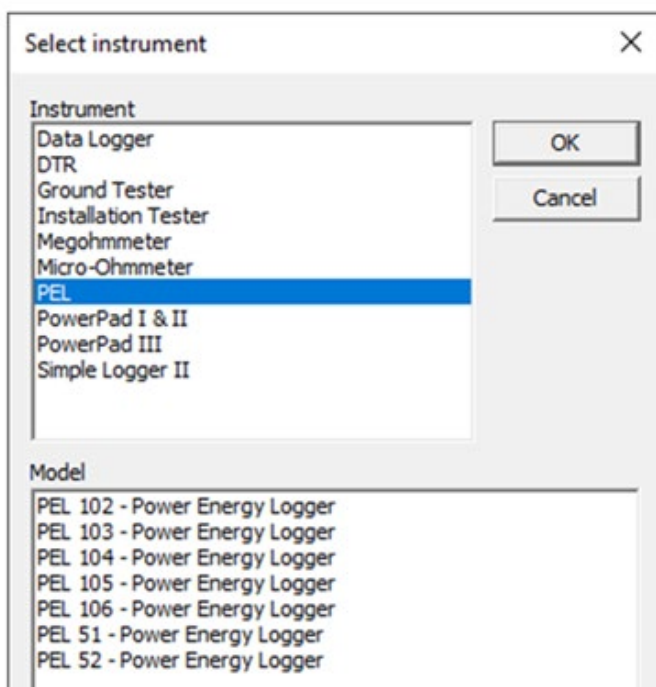 Select instrument
Instrument
Data Logger
DTR
Ground Tester
Installation Tester
Megohmmeter
Micro-Ohmmeter
PEL
PowerPad I & II
PowerPad III
Simple Logger II
OK
Cancel
Model
PEL 102 - Power Energy Logger
PEL 103 - Power Energy Logger
PEL 104 - Power Energy Logger
PEL 105 - Power Energy Logger
PEL 106 - Power Energy Logger
PEL 51 - Power Energy Logger
PEL 52 - Power Energy Logger